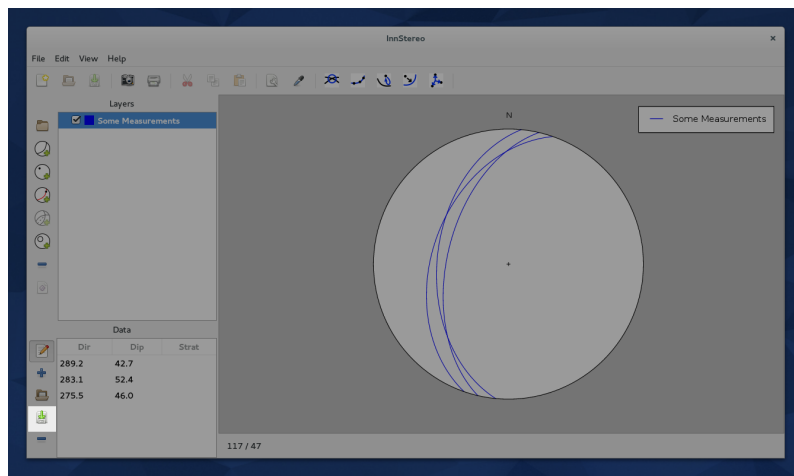 InnStereo
File Edit View Help
Layers
Some Measurements
N
Some Measurements
Data
Dir Dip Strat
289.2 42.7
283.1 52.4
275.5 46.0
117 / 47